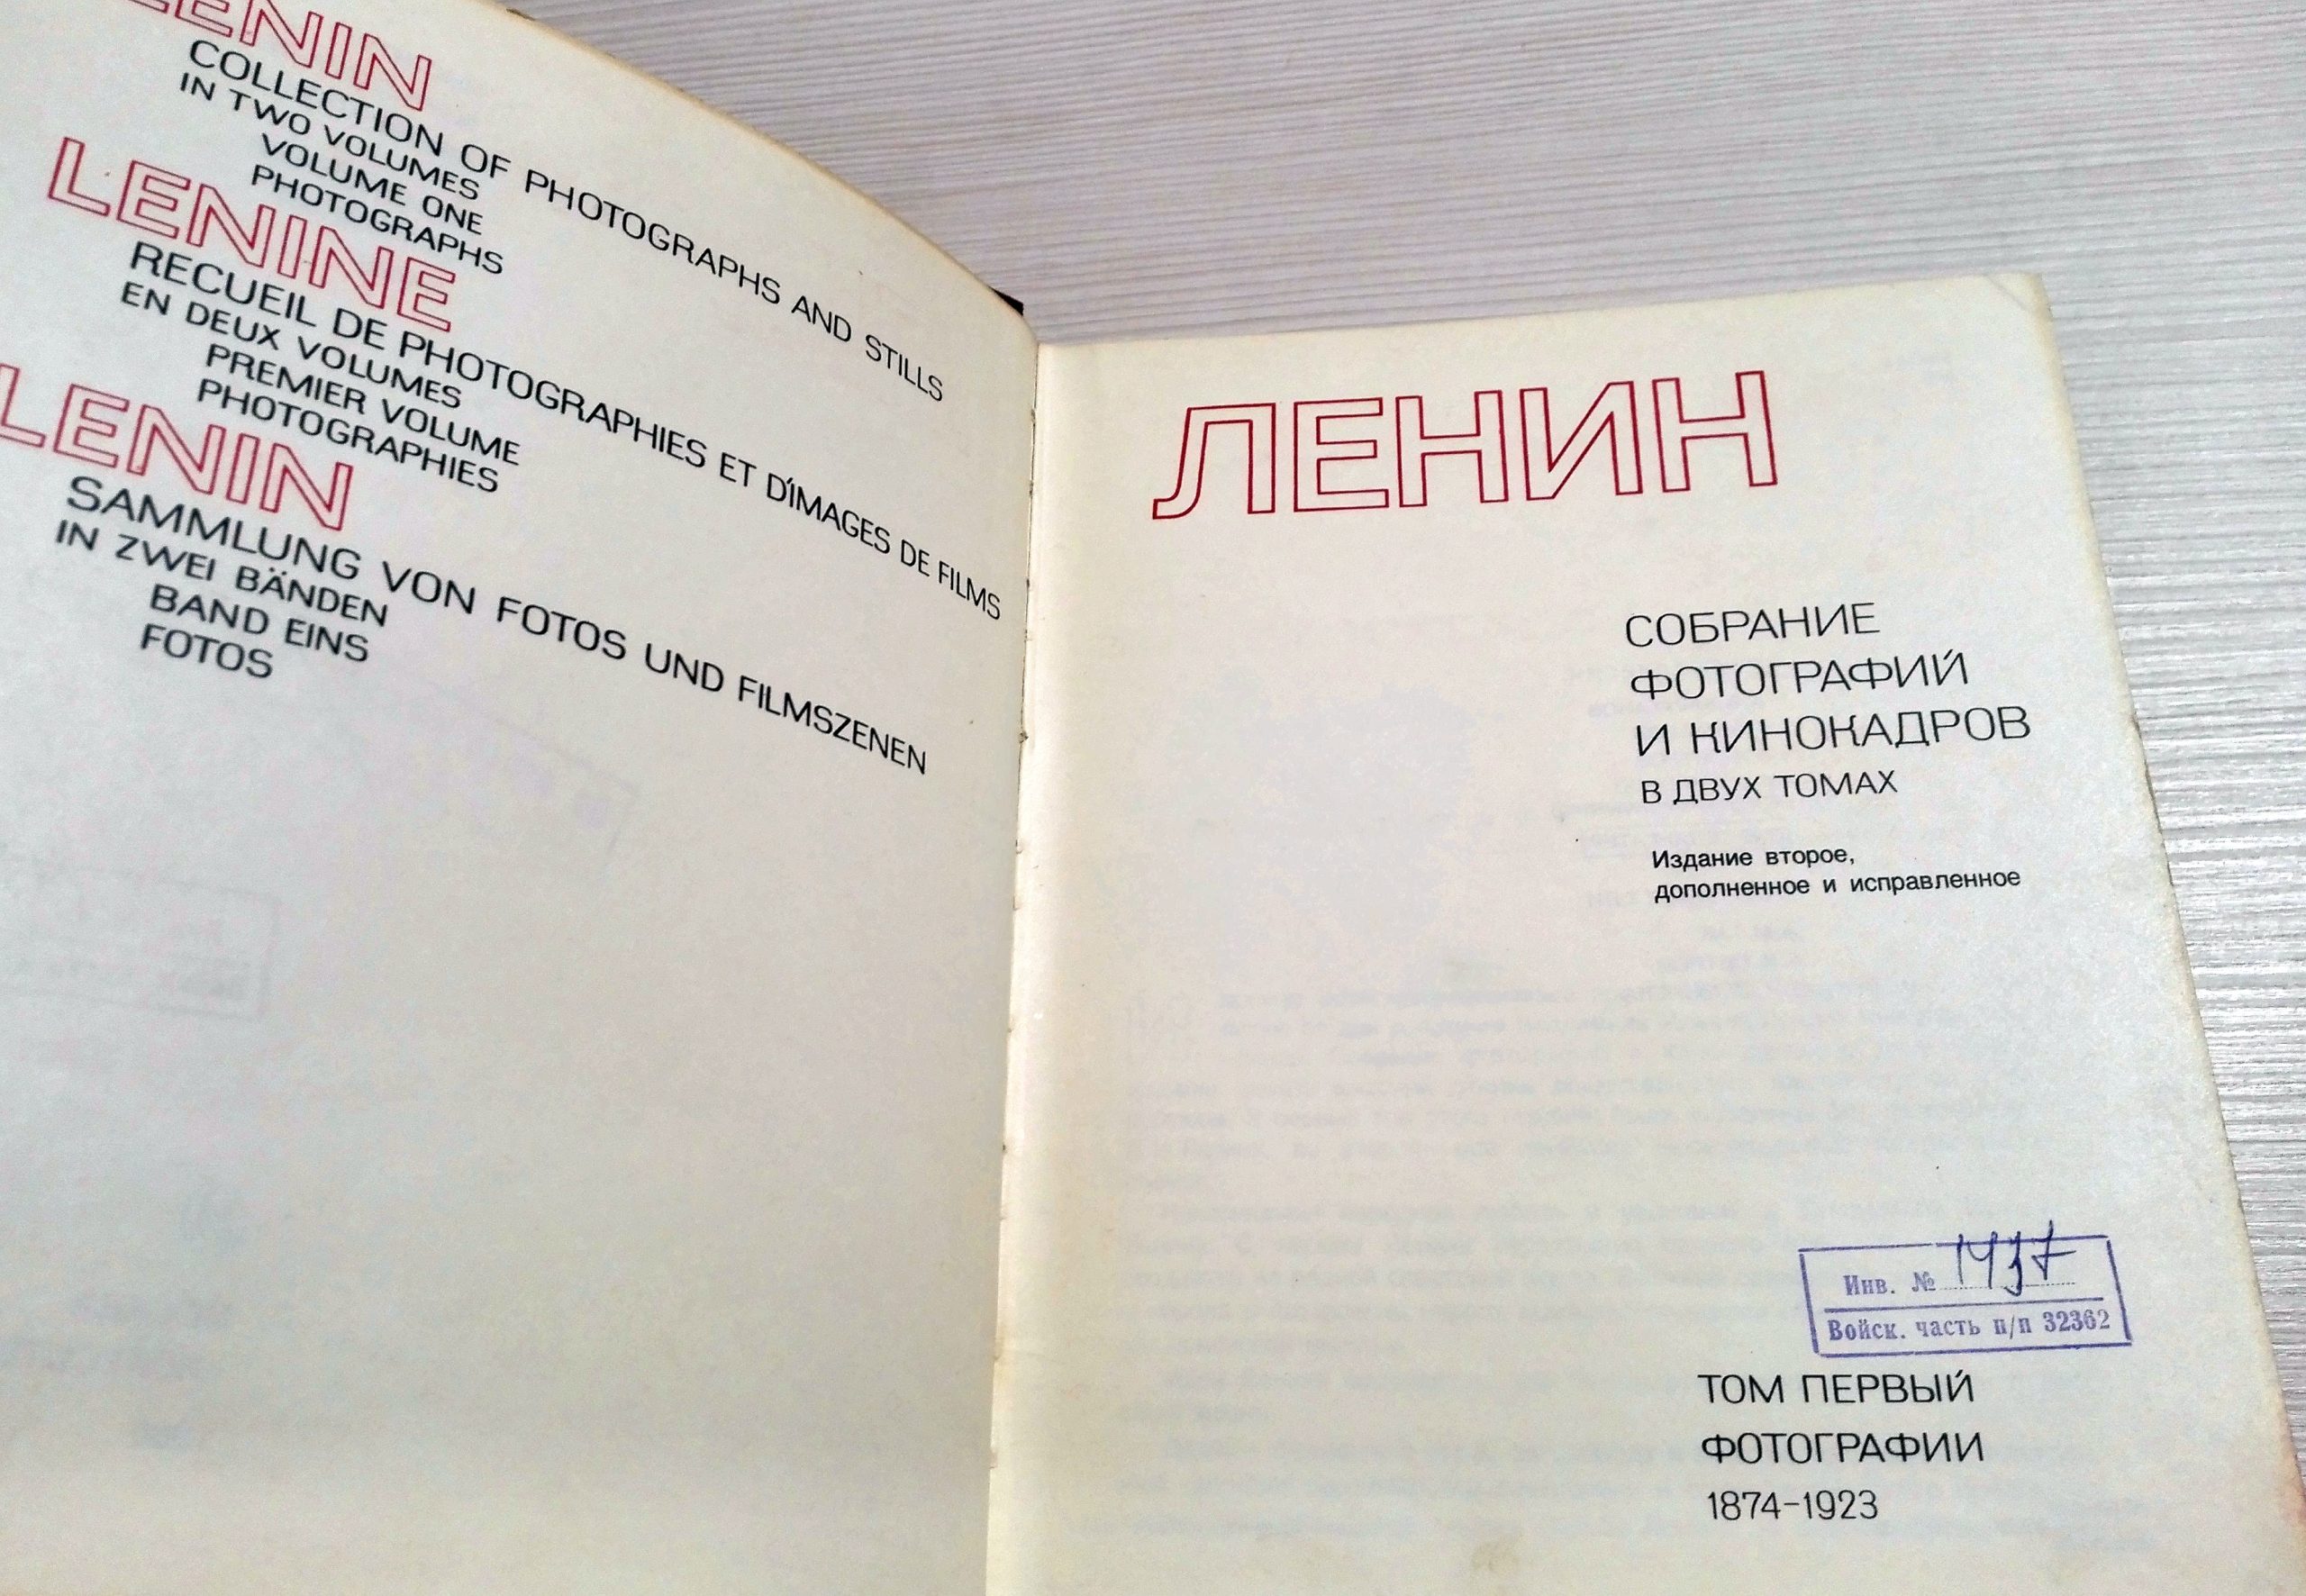 LENIN
COLLECTION OF PHOTOGRAPHS AND STILLS
IN TWO VOLUMES
VOLUME ONE
PHOTOGRAPHS
LENINE
RECUEIL DE PHOTOGRAPHIES ET D'IMAGES DE FILMS
EN DEUX VOLUMES
PREMIER VOLUME
PHOTOGRAPHIES
LENIN
SAMMLUNG VON FOTOS UND FILMSZENEN
IN ZWEI BÄNDEN
BAND EINS
FOTOS
ЛЕНИН
СОБРАНИЕ
ФОТОГРАФИЙ
И КИНОКАДРОВ
В ДВУХ ТОМАХ
Издание второе,
дополненное и исправленное
Инв. № 1437
Войск. часть п/п 32362
ТОМ ПЕРВЫЙ
ФОТОГРАФИИ
1874-1923